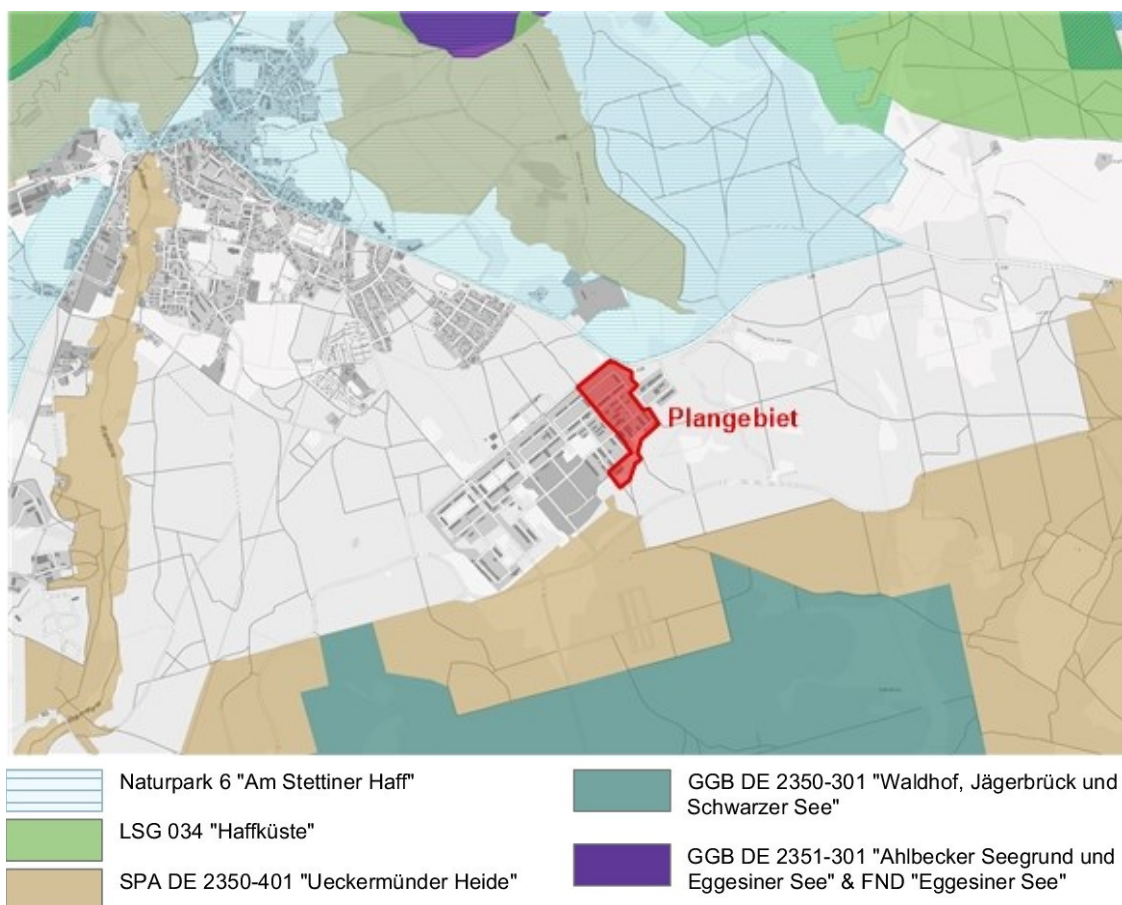 Plangebiet
Naturpark 6 "Am Stettiner Haff"
LSG 034 "Haffküste"
SPA DE 2350-401 "Ueckermünder Heide"
GGB DE 2350-301 "Waldhof, Jägerbrück und
Schwarzer See"
GGB DE 2351-301 "Ahlbecker Seegrund und
Eggesiner See" & FND "Eggesiner See"